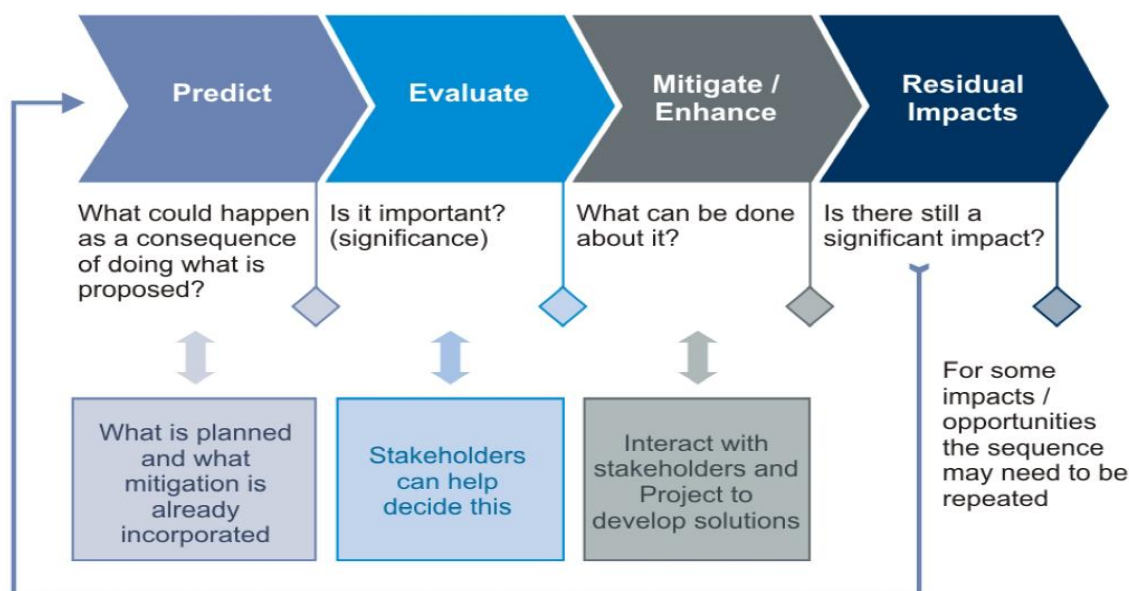 Predict
Evaluate
Mitigate /
Enhance
Residual
Impacts
What could happen
as a consequence
of doing what is
proposed?
Is it important?
(significance)
What can be done
about it?
Is there still a
significant impact?
What is planned
and what
mitigation is
already
incorporated
Stakeholders
can help
decide this
Interact with
stakeholders and
Project to
develop solutions
For some
impacts /
opportunities
the sequence
may need to be
repeated